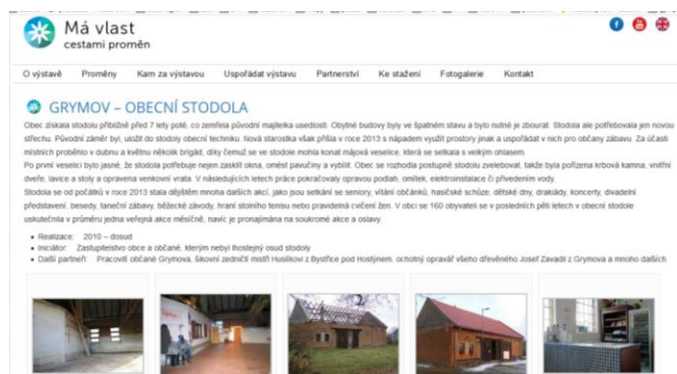 Má vlast
cestami proměn
O výstavě Proměny Kam za výstavou Uspořádat výstavu Partnerství Ke stažení Fotogalerie Kontakt
GRYMOV – OBECNÍ STODOLA
Obec získala stodolu přibližně před 7 lety poté, co zemřela původní majitelka usedlosti. Obytné budovy byly ve špatném stavu a bylo nutné je zbourat. Stodola ale potřebovala jen novou
střechu. Původní záměr byl, uložit do stodoly obecní techniku. Nová starostka však přišla v roce 2013 s nápadem využít prostory jinak a uspořádat v nich pro občany zábavu. Za účasti
místních proběhlo v dubnu a květnu několik brigád, díky čemuž se ve stodole mohla konat májová veselice, která se setkala s velkým ohlasem.
Po první veselici bylo jasné, že stodola potřebuje nejen zasklít okna, omést pavučiny a vybílit. Obec se rozhodla postupně stodolu zvelebovat, takže byla pořízena krbová kamna, vnitřní
dveře, lavice a stoly a opravena venkovní vrata. V následujících letech práce pokračovaly opravou podlah, omítek, elektroinstalace či přivedením vody.
Stodola se od počátků v roce 2013 stala dějištěm mnoha dalších akcí, jako jsou setkání se seniory, vítání občánků, hasičské schůze, dětské dny, drakiády, koncerty, divadelní
představení, besedy, taneční zábavy, běžecké závody, hraní stolního tenisu nebo pravidelná cvičení žen. V obci se 160 obyvateli se v posledních pěti letech v obecní stodole
uskutečnila v průměru jedna veřejná akce měsíčně, navíc je pronajímána na soukromé akce a oslavy.
• Realizace: 2010 – dosud
• Iniciátor: Zastupitelstvo obce a občané, kterým nebyl lhostejný osud stodoly
• Další partneři: Pracovití občané Grymova, šikovní zedničtí mistři Husilkovi z Bystřice pod Hostýnem, ochotný opravář všeho dřevěného Josef Zavadil z Grymova a mnoho dalších